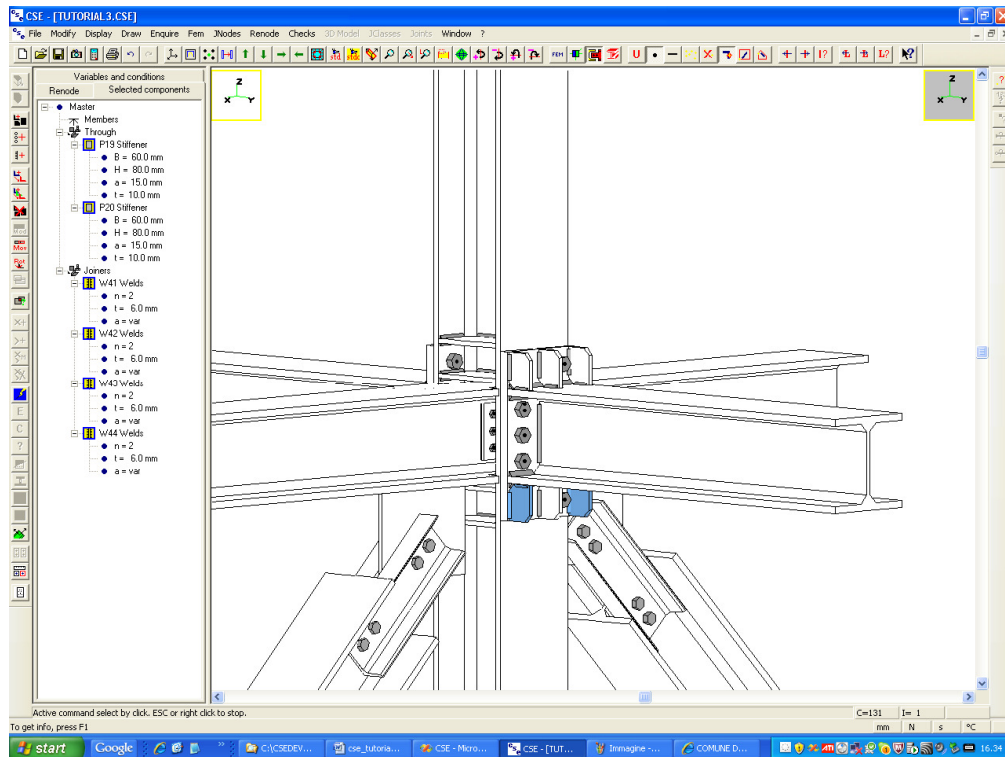 CSE - [TUTORIAL3.CSE]
File Modify Display Draw Enquire Fem JNodes Renode Checks 3D Model JClasses Joints Window ?
Variables and conditions
Renode Selected components
Master
Members
Through
P19 Stiffener
B = 60.0 mm
H = 80.0 mm
a = 15.0 mm
t = 10.0 mm
P20 Stiffener
B = 60.0 mm
H = 80.0 mm
a = 15.0 mm
t = 10.0 mm
Joiners
W41 Welds
n = 2
t = 6.0 mm
a = var
W42 Welds
n = 2
t = 6.0 mm
a = var
W43 Welds
n = 2
t = 6.0 mm
a = var
W44 Welds
n = 2
t = 6.0 mm
a = var
Z
X Y
Z
X Y
Active command select by click. ESC or right click to stop.
C=131 I= 1
To get info, press F1
mm N s °C
start Google C:\CSEDEV... cse_tutoria... CSE - Micro... CSE - [TUT... Immagine -... COMUNE D... 16.34